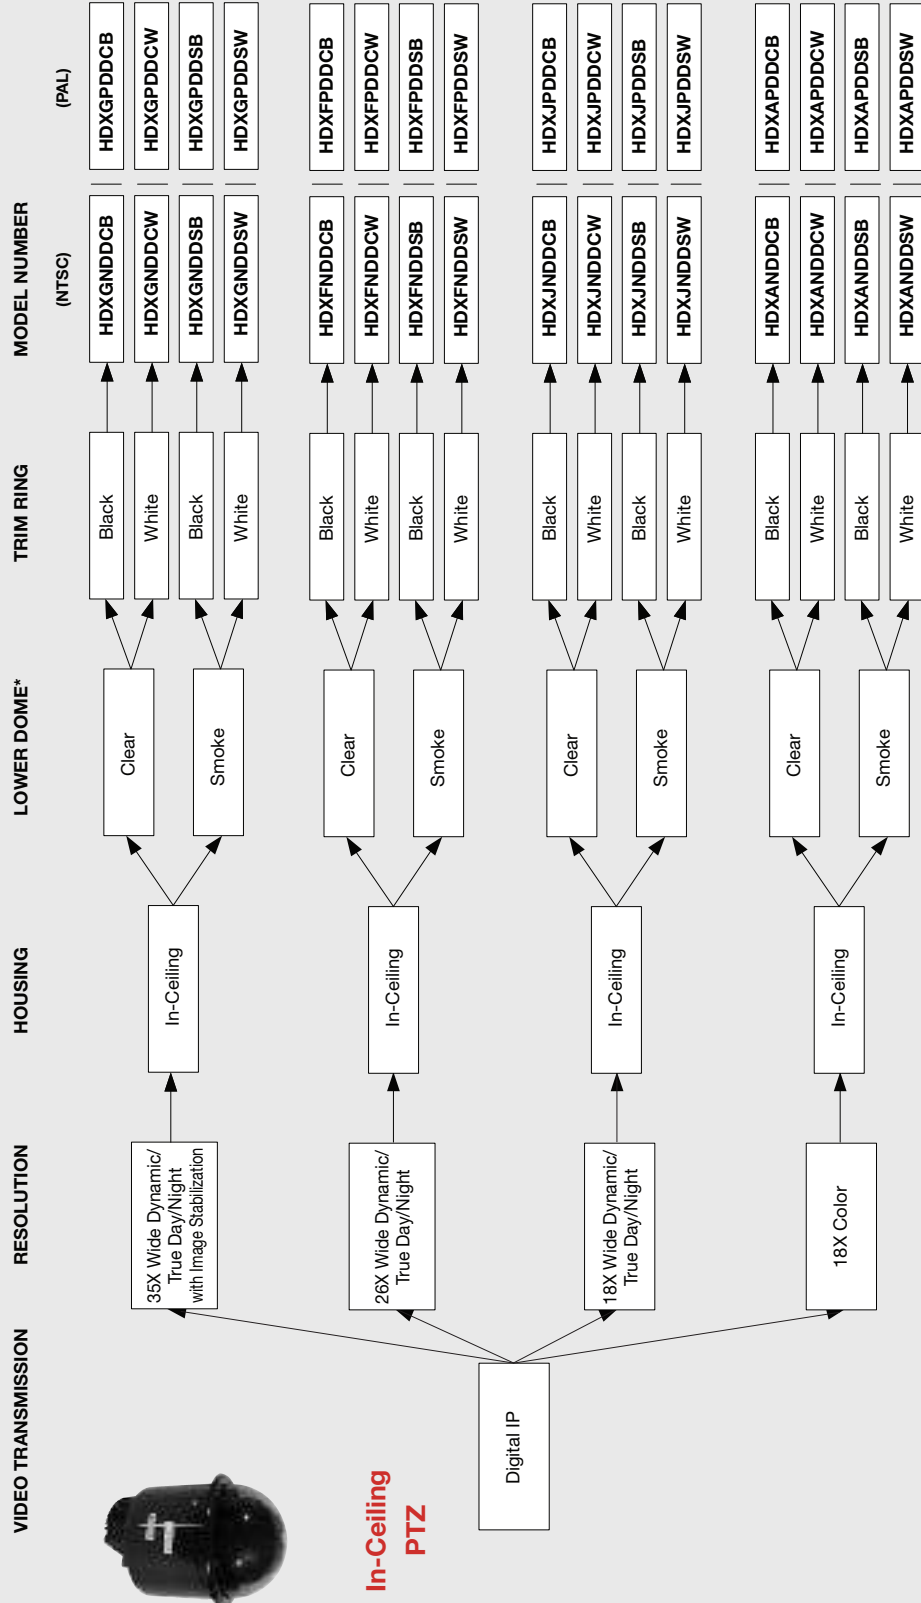 VIDEO TRANSMISSION
RESOLUTION
HOUSING
LOWER DOME*
TRIM RING
MODEL NUMBER
(NTSC)
(PAL)
In-Ceiling
PTZ
Digital IP
35X Wide Dynamic/
True Day/Night
with Image Stabilization
In-Ceiling
Clear
Smoke
Black
White
Black
White
HDXGNDDCB | HDXGPDDCB
HDXGNDDCW | HDXGPDDCW
HDXGNDDSB | HDXGPDDSB
HDXGNDDSW | HDXGPDDSW
26X Wide Dynamic/
True Day/Night
In-Ceiling
Clear
Smoke
Black
White
Black
White
HDXFNDDCB | HDXFPDDCB
HDXFNDDCW | HDXFPDDCW
HDXFNDDSB | HDXFPDDSB
HDXFNDDSW | HDXFPDDSW
18X Wide Dynamic/
True Day/Night
In-Ceiling
Clear
Smoke
Black
White
Black
White
HDXJNDDCB | HDXJPDDCB
HDXJNDDCW | HDXJPDDCW
HDXJNDDSB | HDXJPDDSB
HDXJNDDSW | HDXJPDDSW
18X Color
In-Ceiling
Clear
Smoke
Black
White
Black
White
HDXANDDCB | HDXAPDDCB
HDXANDDCW | HDXAPDDCW
HDXANDDSB | HDXAPDDSB
HDXANDDSW | HDXAPDDSW